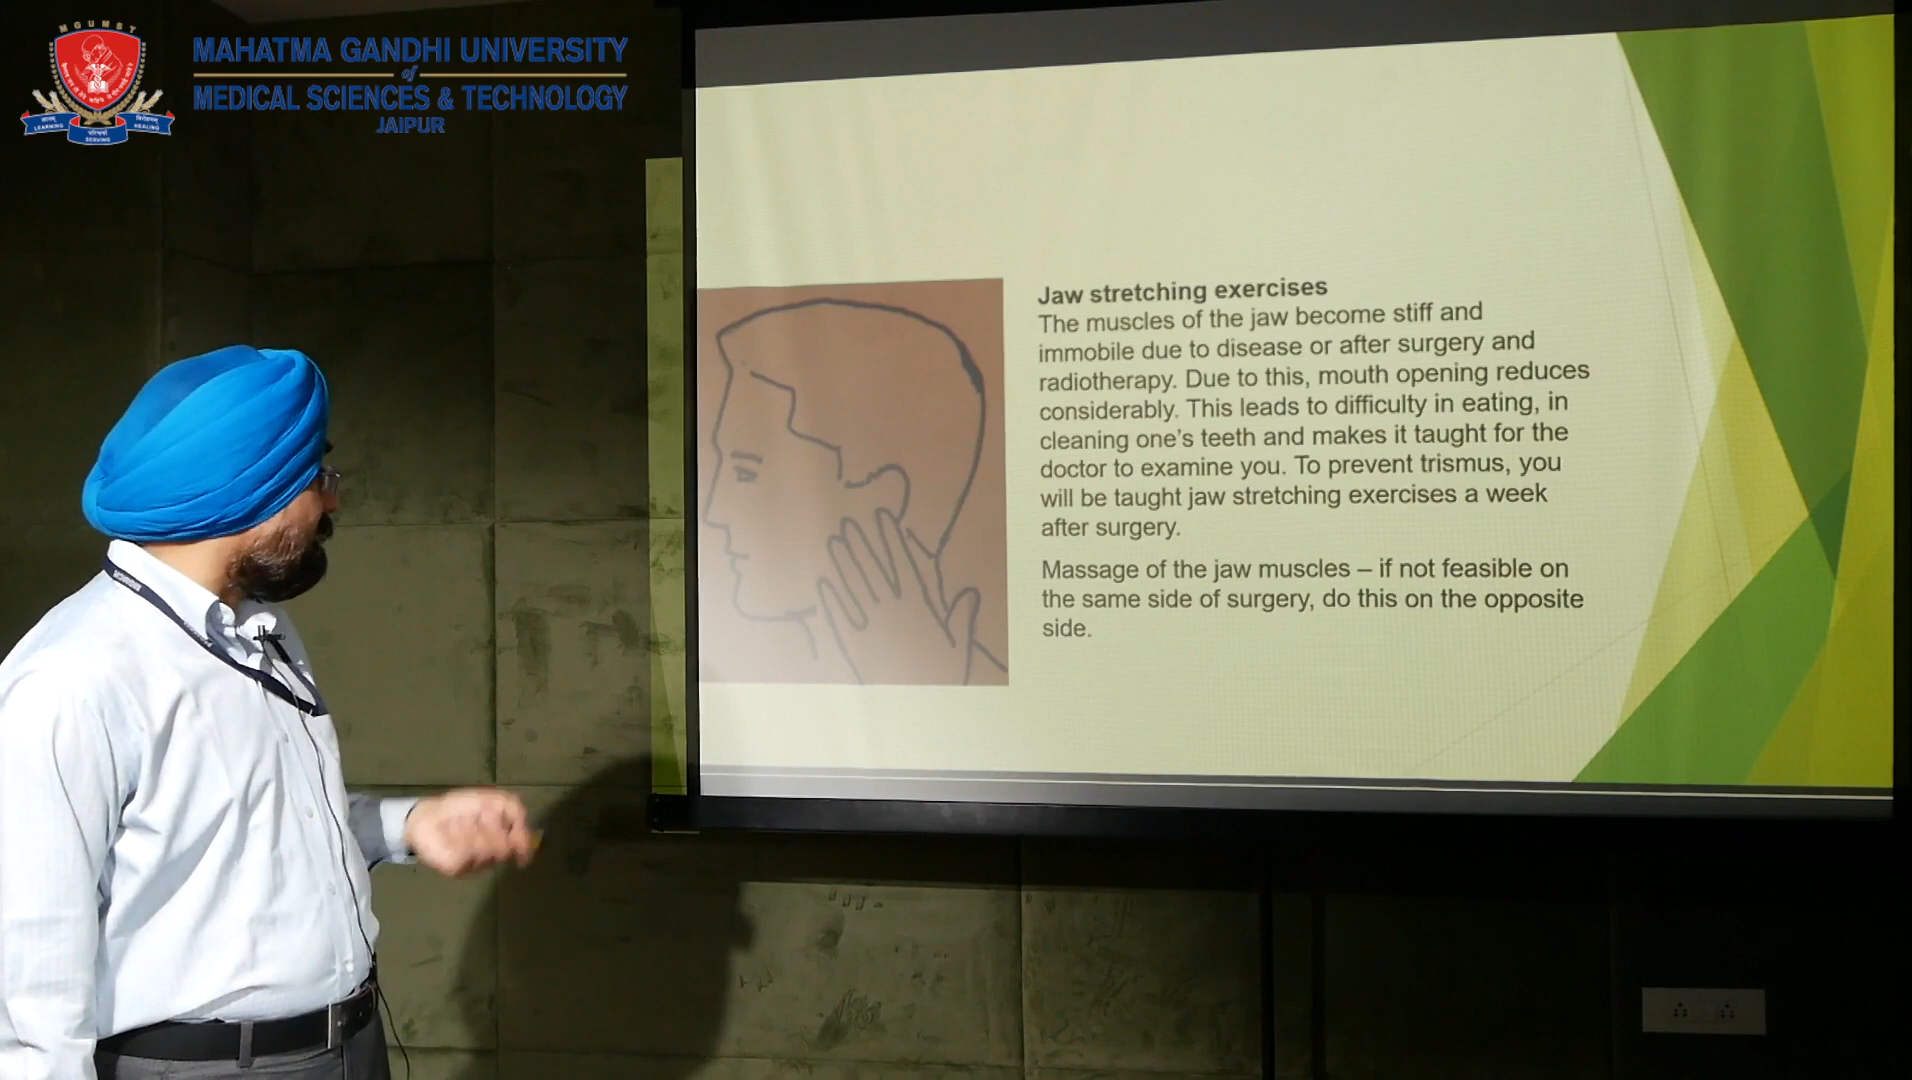 MGUMST
LEARNING
SERVING
HEALING
MAHATMA GANDHI UNIVERSITY
of
MEDICAL SCIENCES & TECHNOLOGY
JAIPUR
Jaw stretching exercises
The muscles of the jaw become stiff and
immobile due to disease or after surgery and
radiotherapy. Due to this, mouth opening reduces
considerably. This leads to difficulty in eating, in
cleaning one's teeth and makes it taught for the
doctor to examine you. To prevent trismus, you
will be taught jaw stretching exercises a week
after surgery.
Massage of the jaw muscles – if not feasible on
the same side of surgery, do this on the opposite
side.